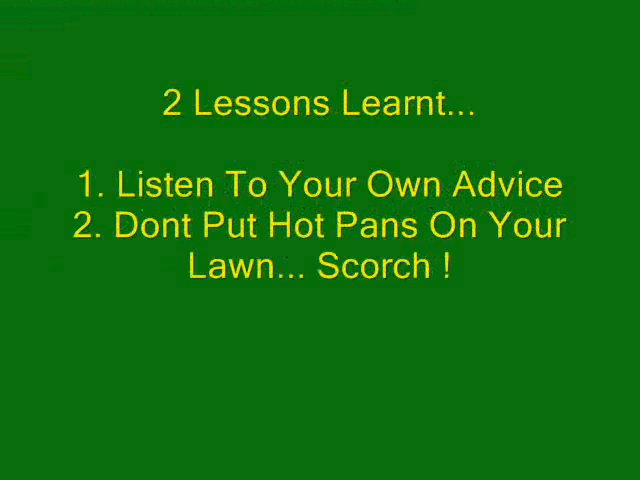 2 Lessons Learnt...
1. Listen To Your Own Advice
2. Dont Put Hot Pans On Your
Lawn... Scorch !